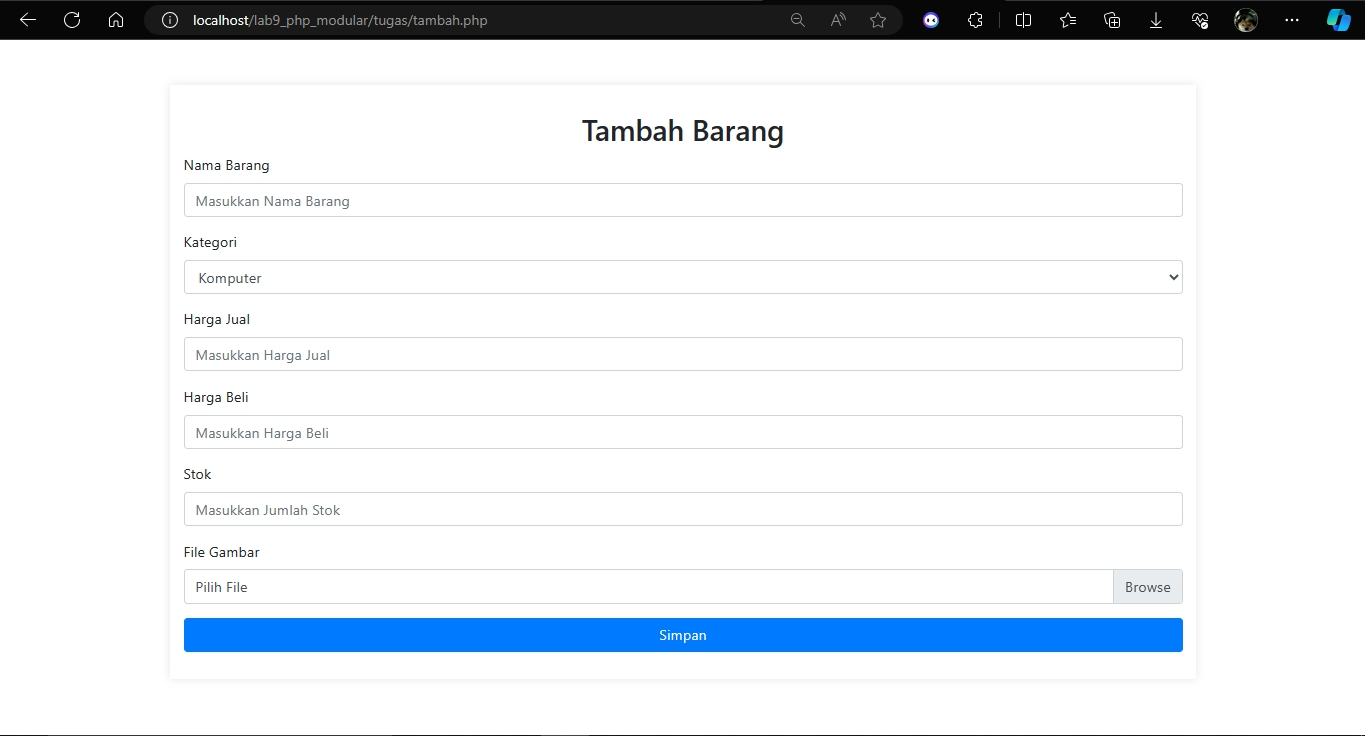 localhost/lab9_php_modular/tugas/tambah.php
Tambah Barang
Nama Barang
Masukkan Nama Barang
Kategori
Komputer
Harga Jual
Masukkan Harga Jual
Harga Beli
Masukkan Harga Beli
Stok
Masukkan Jumlah Stok
File Gambar
Pilih File Browse
Simpan